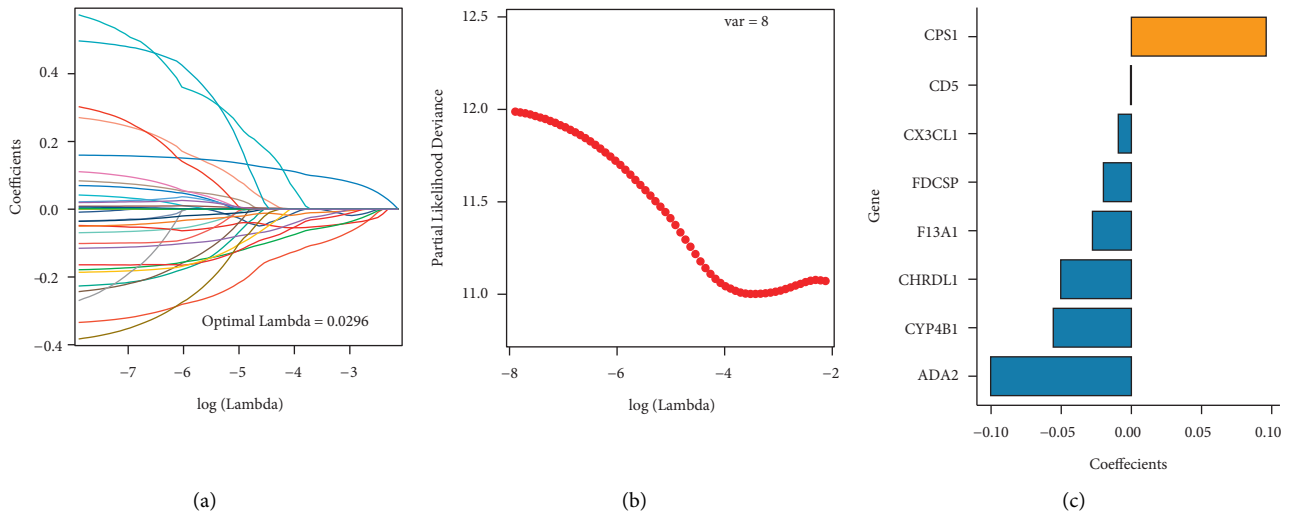 Coefficients
0.4
0.2
0.0
−0.2
−0.4
Optimal Lambda = 0.0296
−7 −6 −5 −4 −3
log (Lambda)
(a)
Partial Likelihood Deviance
12.5
12.0
11.5
11.0
var = 8
−8 −6 −4 −2
log (Lambda)
(b)
Gene
CPS1
CD5
CX3CL1
FDCSP
F13A1
CHRDL1
CYP4B1
ADA2
−0.10 −0.05 0.00 0.05 0.10
Coeffecients
(c)